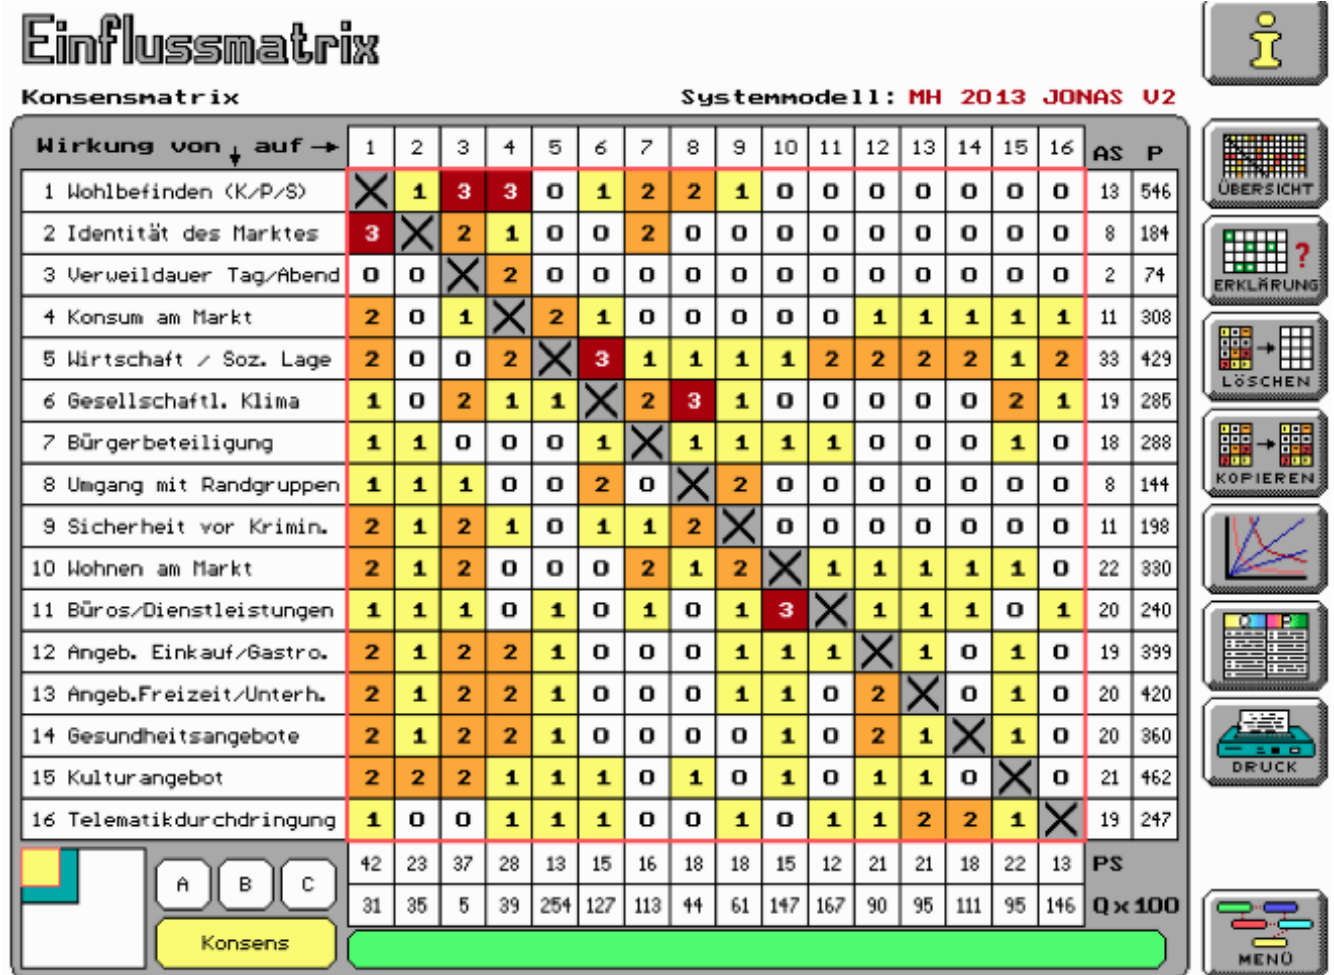 Einflussmatrix
Konsensmatrix Systemmodell: MH 2013 JONAS V2
Wirkung von ↓ auf → 1 2 3 4 5 6 7 8 9 10 11 12 13 14 15 16 AS P
1 Wohlbefinden (K/P/S) X 1 3 3 0 1 2 2 1 0 0 0 0 0 0 0 13 546
2 Identität des Marktes 3 X 2 1 0 0 2 0 0 0 0 0 0 0 0 0 8 184
3 Verweildauer Tag/Abend 0 0 X 2 0 0 0 0 0 0 0 0 0 0 0 0 2 74
4 Konsum am Markt 2 0 1 X 2 1 0 0 0 0 0 1 1 1 1 1 11 308
5 Wirtschaft / Soz. Lage 2 0 0 2 X 3 1 1 1 1 2 2 2 2 1 2 33 429
6 Gesellschaftl. Klima 1 0 2 1 1 X 2 3 1 0 0 0 0 0 2 1 19 285
7 Bürgerbeteiligung 1 1 0 0 0 1 X 1 1 1 1 0 0 0 1 0 18 288
8 Umgang mit Randgruppen 1 1 1 0 0 2 0 X 2 0 0 0 0 0 0 0 8 144
9 Sicherheit vor Krimin. 2 1 2 1 0 1 1 2 X 0 0 0 0 0 0 0 11 198
10 Wohnen am Markt 2 1 2 0 0 0 2 1 2 X 1 1 1 1 1 0 22 330
11 Büros/Dienstleistungen 1 1 1 0 1 0 1 0 1 3 X 1 1 1 0 1 20 240
12 Angeb. Einkauf/Gastro. 2 1 2 2 1 0 0 0 1 1 1 X 1 0 1 0 19 399
13 Angeb.Freizeit/Unterh. 2 1 2 2 1 0 0 0 1 1 0 2 X 0 1 0 20 420
14 Gesundheitsangebote 2 1 2 2 1 0 0 0 0 1 0 2 1 X 1 0 20 360
15 Kulturangebot 2 2 2 1 1 1 0 1 0 1 0 1 1 0 X 0 21 462
16 Telematikdurchdringung 1 0 0 1 1 1 0 0 1 0 1 1 2 2 1 X 19 247
42 23 37 28 13 15 16 18 18 15 12 21 21 18 22 13 PS
31 35 5 39 254 127 113 44 61 147 167 90 95 111 95 146 Q×100
A B C
Konsens
i
ÜBERSICHT
?
ERKLÄRUNG
LÖSCHEN
KOPIEREN
Q P
DRUCK
MENÜ